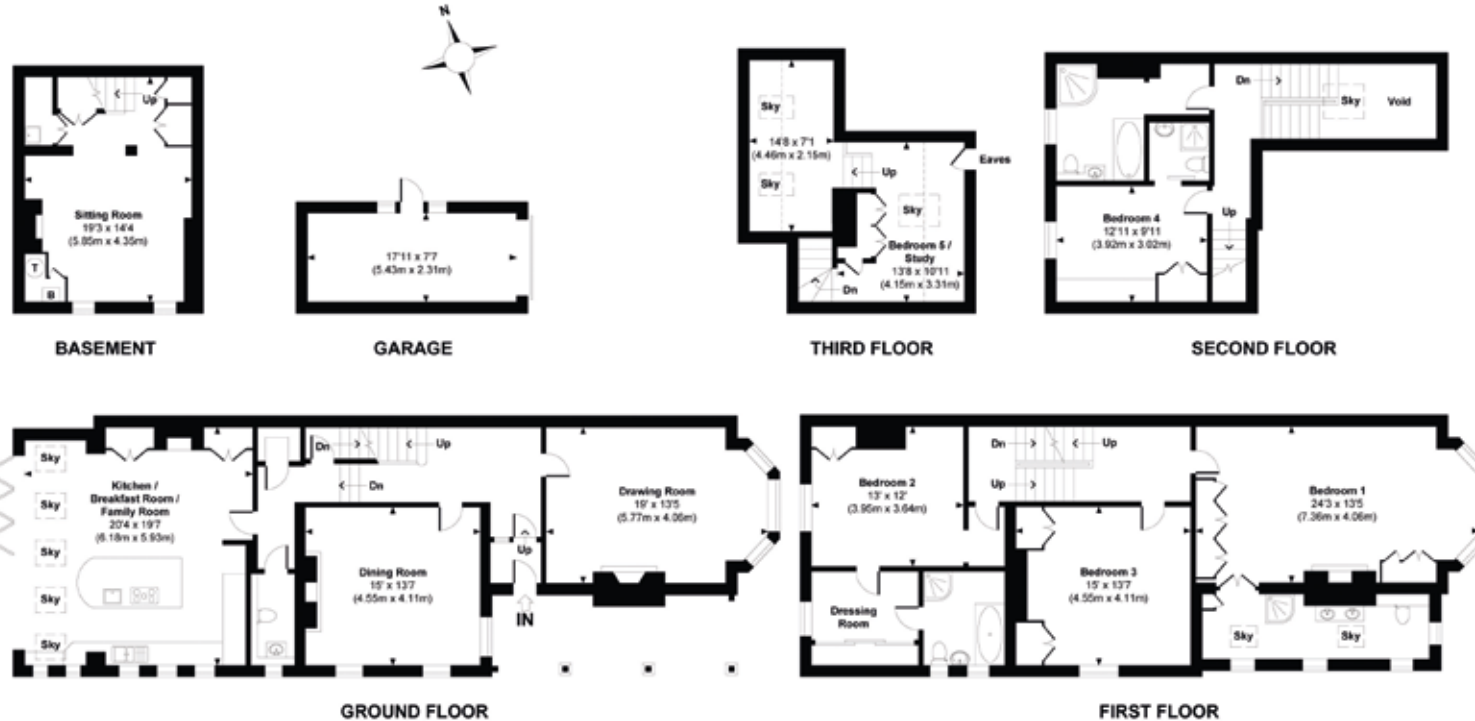 N
Up
Sitting Room
19'3 x 14'4
(5.85m x 4.35m)
T
B
BASEMENT
17'11 x 7'7
(5.43m x 2.31m)
GARAGE
Sky
14'8 x 7'1
(4.46m x 2.15m)
Sky
Eaves
Up
Sky
Bedroom 5 /
Study
13'8 x 10'11
(4.15m x 3.31m)
Dn
THIRD FLOOR
Dn
Sky
Void
Bedroom 4
12'11 x 9'11
(3.92m x 3.02m)
Up
SECOND FLOOR
Sky
Sky
Sky
Sky
Sky
Kitchen /
Breakfast Room /
Family Room
20'4 x 19'7
(6.18m x 5.93m)
Dn
Up
Dn
Dining Room
15' x 13'7
(4.55m x 4.11m)
Up
IN
Drawing Room
19' x 13'5
(5.77m x 4.06m)
GROUND FLOOR
Bedroom 2
13' x 12'
(3.95m x 3.64m)
Dn
Up
Up
Dressing
Room
Bedroom 3
15' x 13'7
(4.55m x 4.11m)
Bedroom 1
24'3 x 13'5
(7.36m x 4.06m)
Sky
Sky
FIRST FLOOR